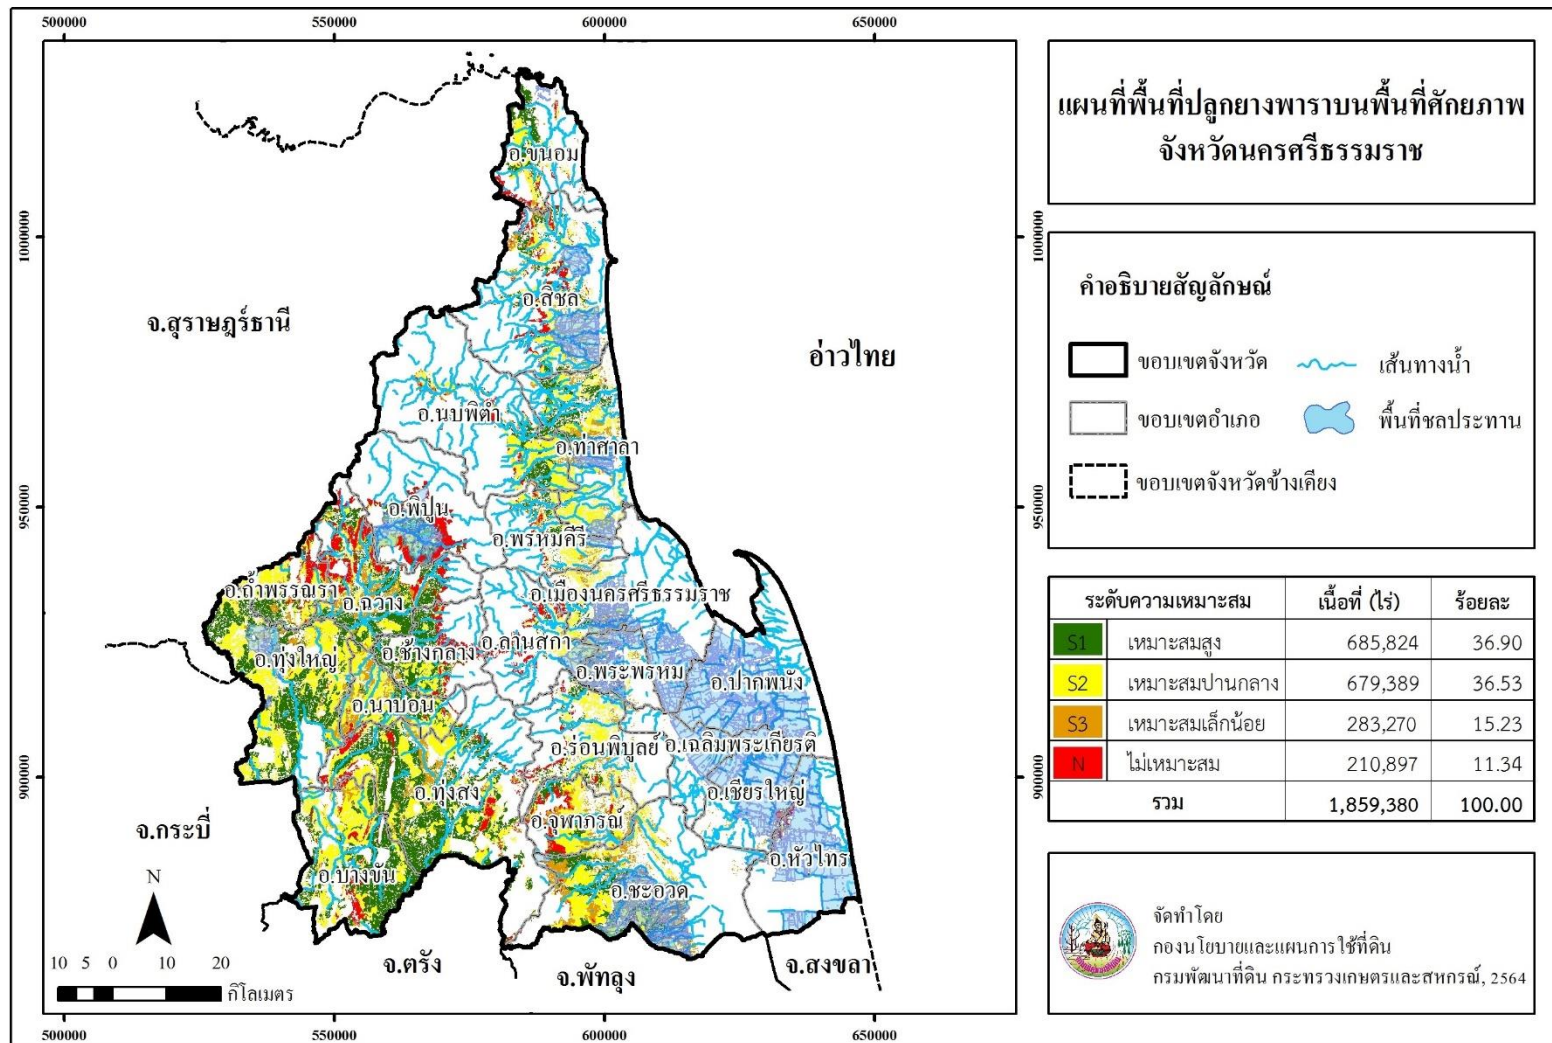 500000 550000 600000 650000
แผนที่พื้นที่ปลูกยางพาราบนพื้นที่ศักยภาพ
จังหวัดนครศรีธรรมราช
อ.ขนอม
1000000 1000000
จ.สุราษฎร์ธานี
อ.สิชล
อ่าวไทย
อ.นบพิตำ
อ.ท่าศาลา
950000 950000
อ.พิปูน
อ.พรหมคีรี
อ.ถ้ำพรรณรา
อ.ฉวาง
อ.เมืองนครศรีธรรมราช
อ.ช้างกลาง
อ.ลานสกา
อ.ทุ่งใหญ่
อ.พระพรหม
อ.ปากพนัง
อ.นาบอน
อ.ร่อนพิบูลย์
อ.เฉลิมพระเกียรติ
900000 900000
อ.ทุ่งสง
อ.เชียรใหญ่
จ.กระบี่
อ.จุฬาภรณ์
อ.หัวไทร
อ.บางขัน
อ.ชะอวด
N
จ.ตรัง
จ.พัทลุง
จ.สงขลา
10 5 0 10 20
กิโลเมตร
500000 550000 600000 650000
คำอธิบายสัญลักษณ์
ขอบเขตจังหวัด เส้นทางน้ำ
ขอบเขตอำเภอ พื้นที่ชลประทาน
ขอบเขตจังหวัดข้างเคียง
ระดับความเหมาะสม เนื้อที่ (ไร่) ร้อยละ
S1 เหมาะสมสูง 685,824 36.90
S2 เหมาะสมปานกลาง 679,389 36.53
S3 เหมาะสมเล็กน้อย 283,270 15.23
N ไม่เหมาะสม 210,897 11.34
รวม 1,859,380 100.00
จัดทำโดย
กองนโยบายและแผนการใช้ที่ดิน
กรมพัฒนาที่ดิน กระทรวงเกษตรและสหกรณ์, 2564